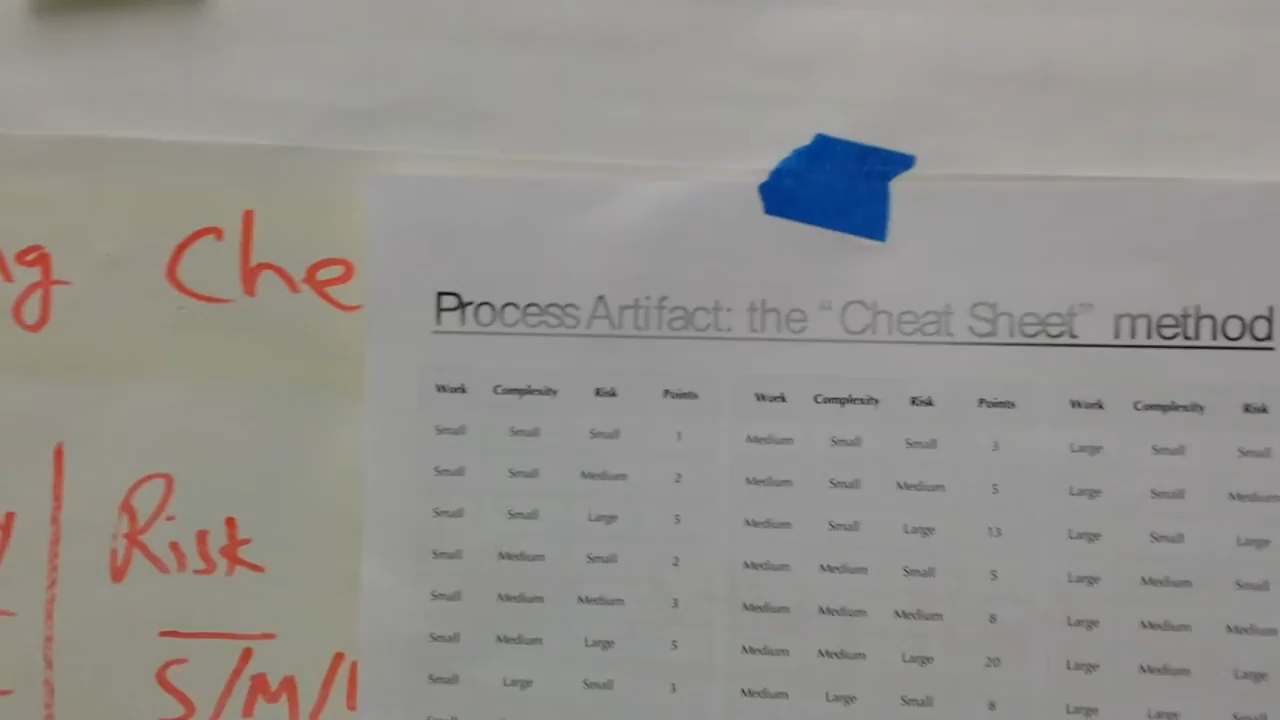 ng Che
Process Artifact: the “Cheat Sheet” method
Work Complexity Risk Points Work Complexity Risk Points Work Complexity Risk
Small Small Small 1 Medium Small Small 3 Large Small Small
Small Small Medium 2 Medium Small Medium 5 Large Small Medium
Small Small Large 5 Medium Small Large 13 Large Small Large
Small Medium Small 2 Medium Medium Small 5 Large Medium Small
Small Medium Medium 3 Medium Medium Medium 8 Large Medium Medium
Small Medium Large 5 Medium Medium Large 20 Large Medium Large
Small Large Small 3 Medium Large Small 8 Large Large Small
Risk
S/M/